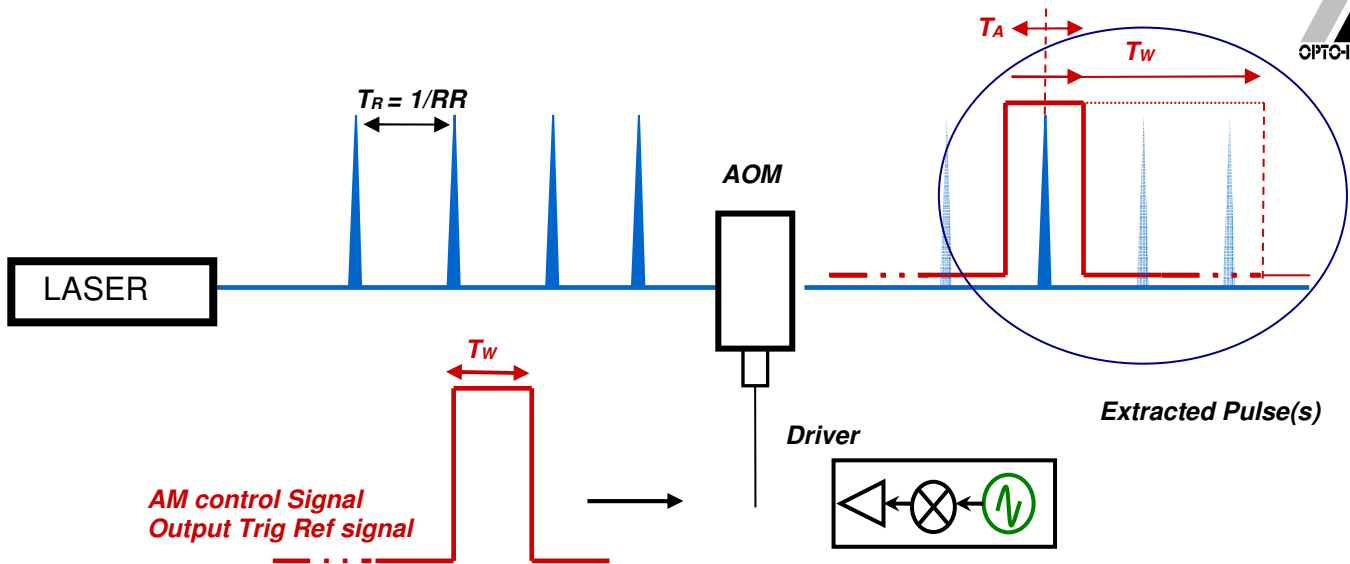 TA
TW
OPTO-I
TR = 1/RR
AOM
LASER
TW
Extracted Pulse(s)
Driver
AM control Signal
Output Trig Ref signal